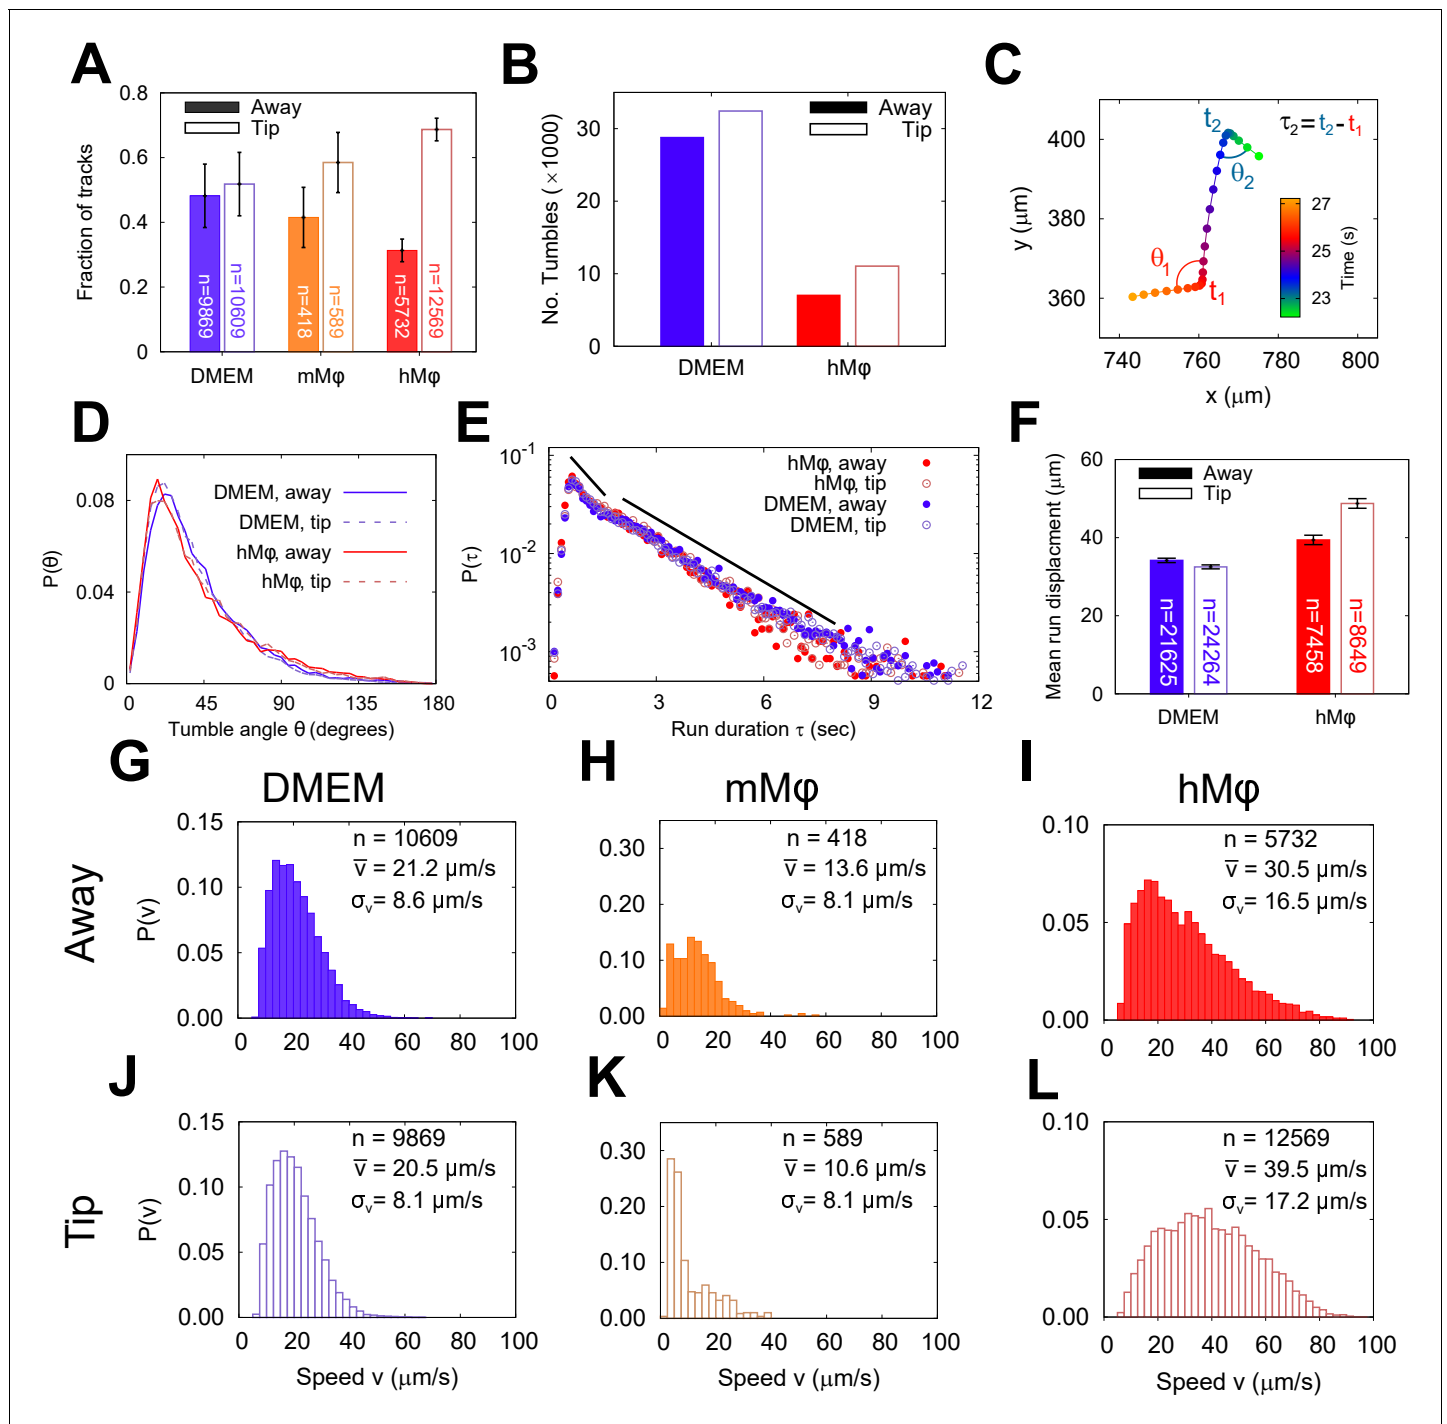 A
Fraction of tracks
0.8
0.6
0.4
0.2
0
Away
Tip
n=9869
n=10609
n=418
n=589
n=5732
n=12569
DMEM
mMφ
hMφ
B
No. Tumbles (×1000)
30
20
10
0
Away
Tip
DMEM
hMφ
C
y (μm)
400
380
360
t2
τ2=t2-t1
θ2
θ1
t1
27
25
23
Time (s)
740
760
780
800
x (μm)
D
P(θ)
0.08
0.04
0
DMEM, away
DMEM, tip
hMφ, away
hMφ, tip
0
45
90
135
180
Tumble angle θ (degrees)
E
P(τ)
10-1
10-2
10-3
hMφ, away
hMφ, tip
DMEM, away
DMEM, tip
0
3
6
9
12
Run duration τ (sec)
F
Mean run displacment (μm)
60
40
20
0
Away
Tip
n=21625
n=24264
n=7458
n=8649
DMEM
hMφ
G
DMEM
Away
P(v)
0.15
0.10
0.05
0.00
n = 10609
v̅ = 21.2 μm/s
σv= 8.6 μm/s
0
20
40
60
80
100
H
mMφ
0.30
0.20
0.10
0.00
n = 418
v̅ = 13.6 μm/s
σv= 8.1 μm/s
0
20
40
60
80
100
I
hMφ
0.10
0.05
0.00
n = 5732
v̅ = 30.5 μm/s
σv= 16.5 μm/s
0
20
40
60
80
100
J
Tip
P(v)
0.15
0.10
0.05
0.00
n = 9869
v̅ = 20.5 μm/s
σv= 8.1 μm/s
0
20
40
60
80
100
Speed v (μm/s)
K
0.30
0.20
0.10
0.00
n = 589
v̅ = 10.6 μm/s
σv= 8.1 μm/s
0
20
40
60
80
100
Speed v (μm/s)
L
0.10
0.05
0.00
n = 12569
v̅ = 39.5 μm/s
σv= 17.2 μm/s
0
20
40
60
80
100
Speed v (μm/s)